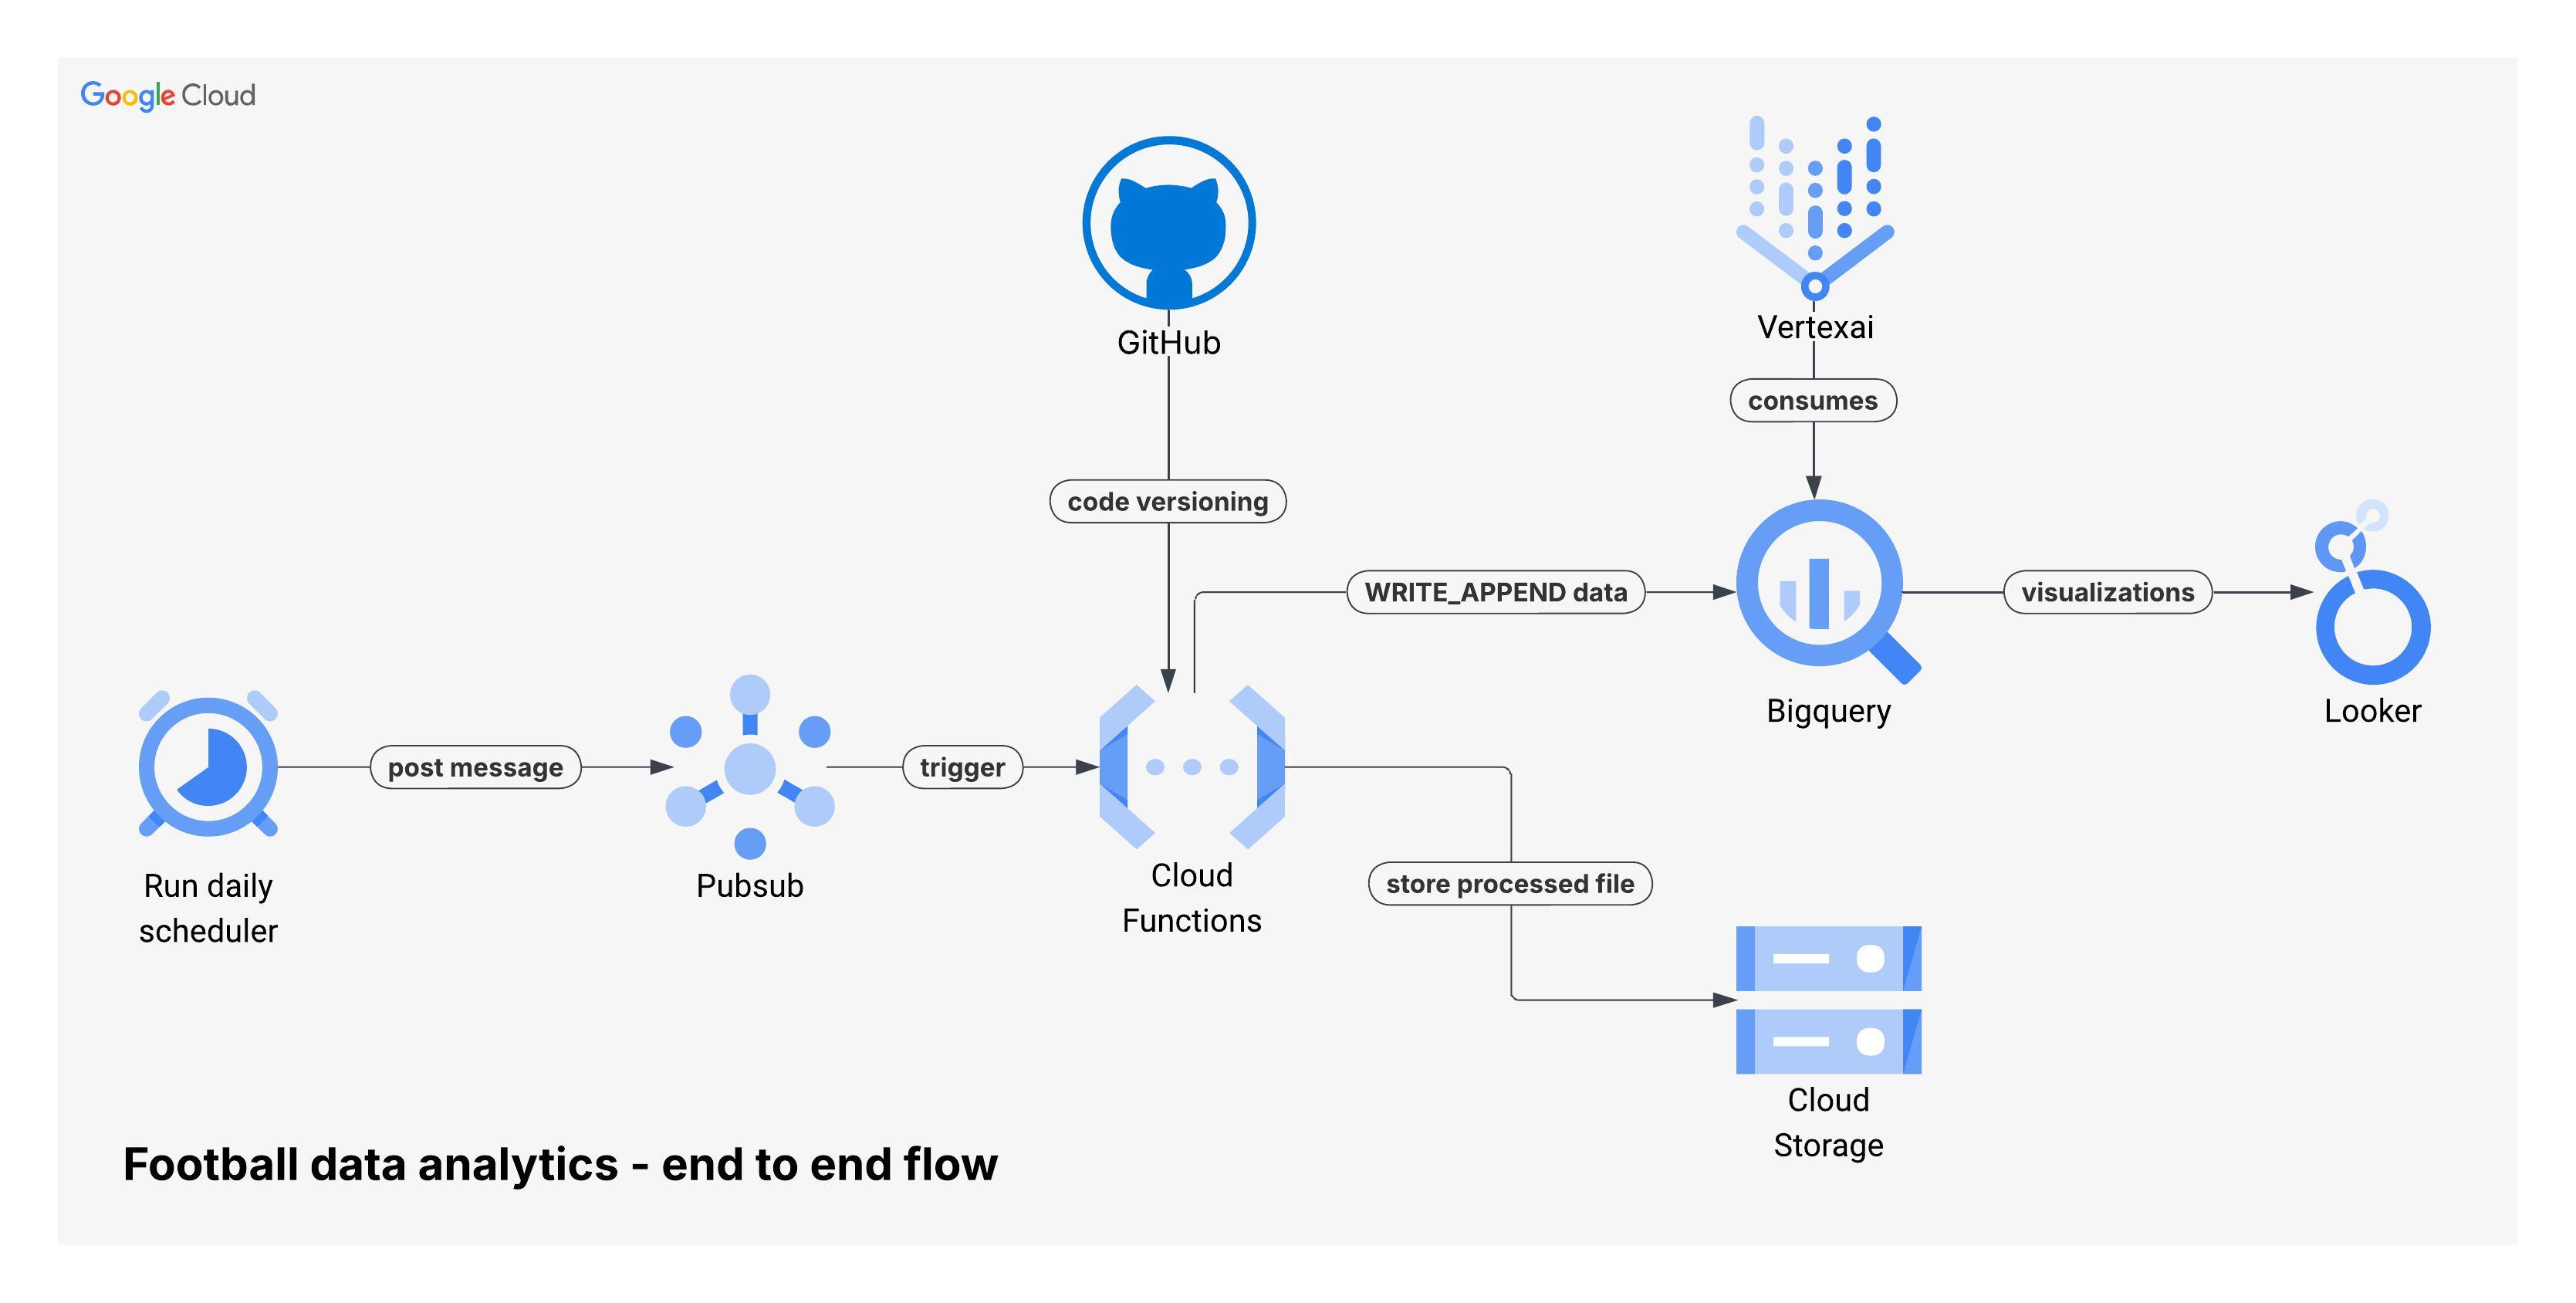 Google Cloud
GitHub
Vertexai
consumes
code versioning
WRITE_APPEND data
visualizations
Bigquery
Looker
post message
trigger
Run daily
scheduler
Pubsub
Cloud
Functions
store processed file
Cloud
Storage
Football data analytics - end to end flow